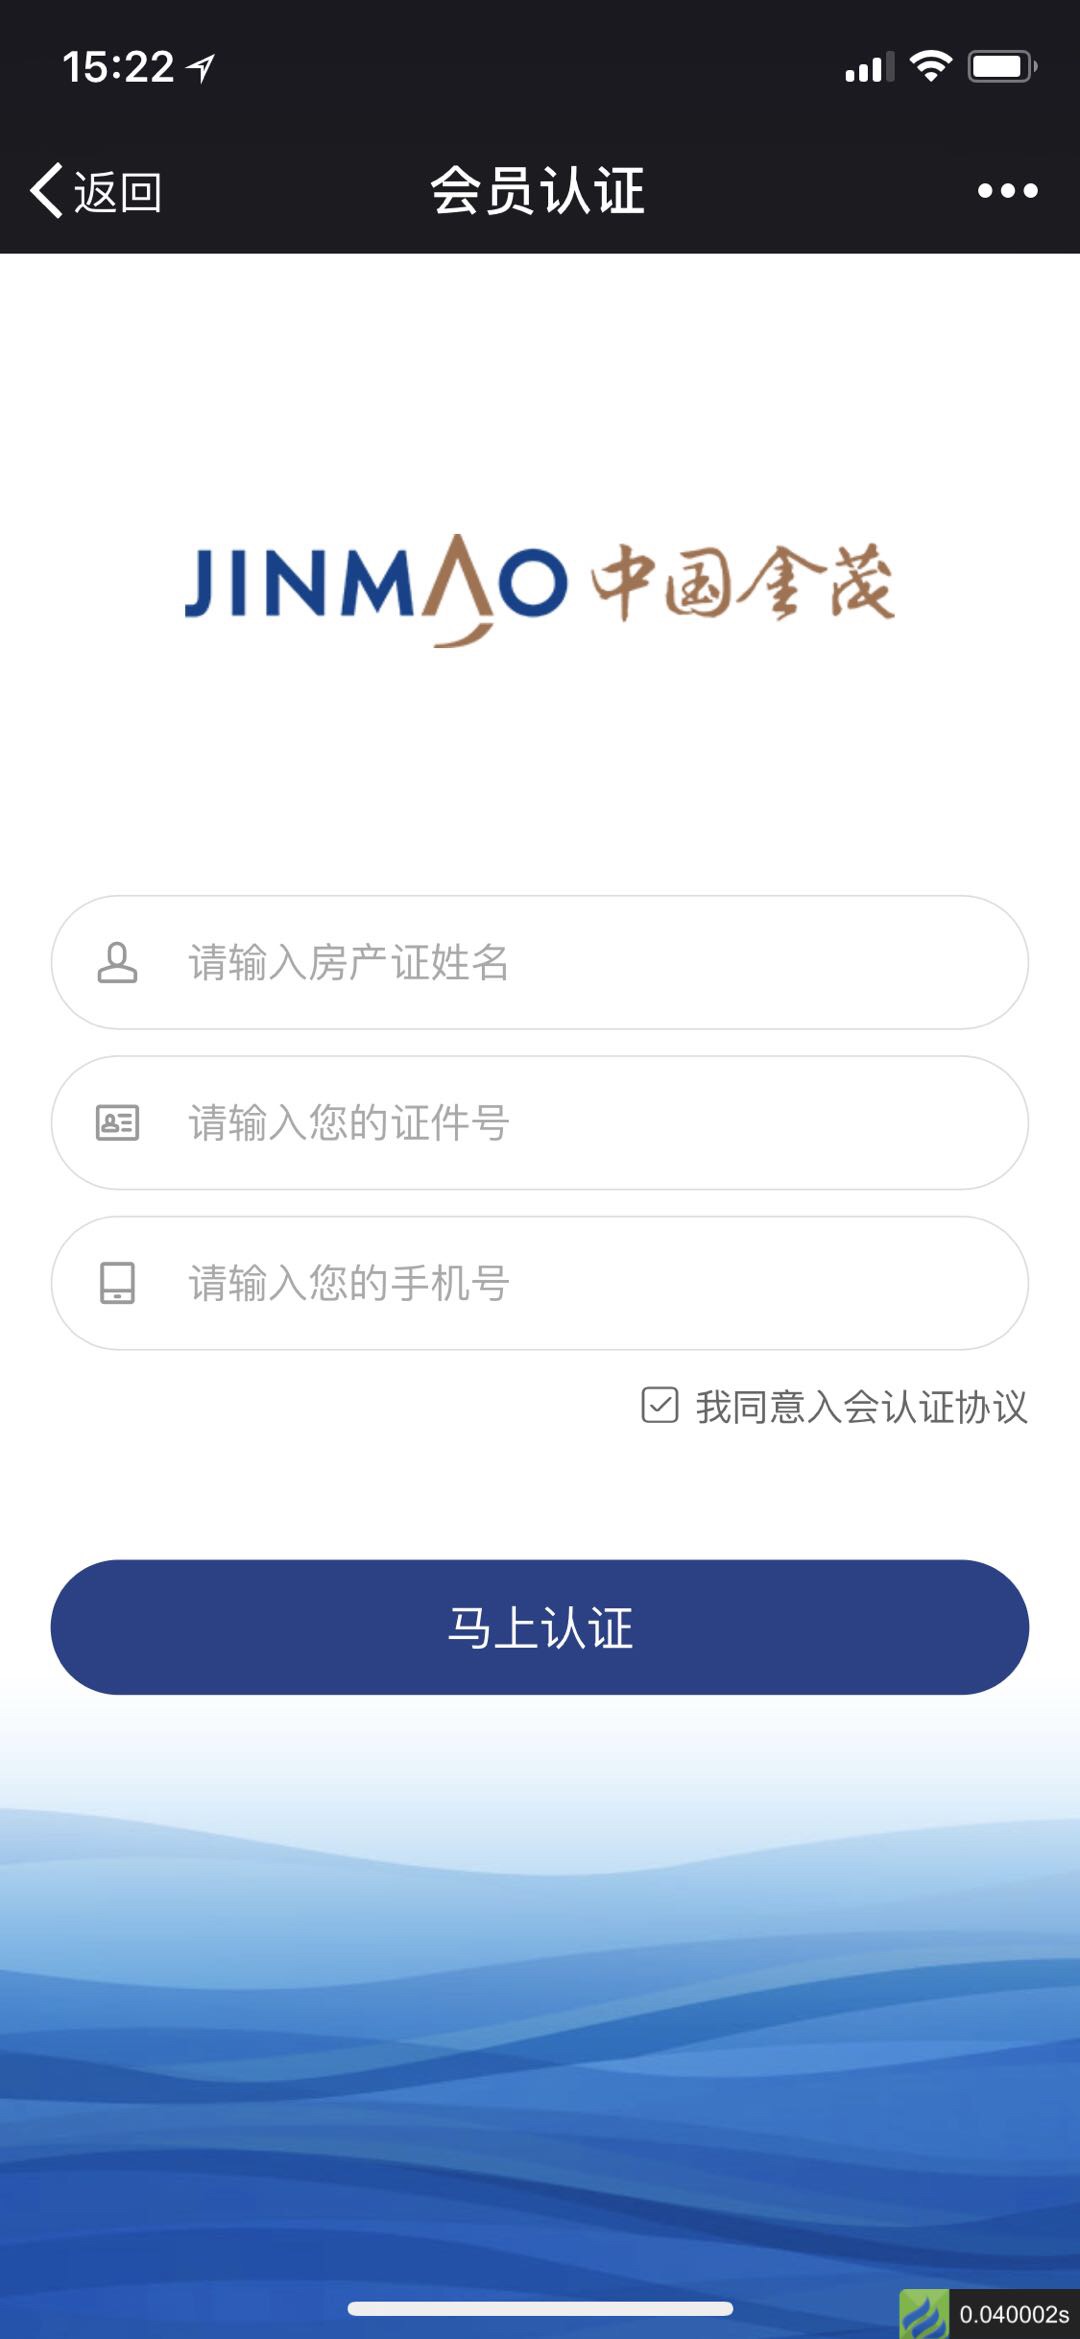 15:22
返回
会员认证
JINMAO 中国金茂
请输入房产证姓名
请输入您的证件号
请输入您的手机号
我同意入会认证协议
马上认证
0.040002s